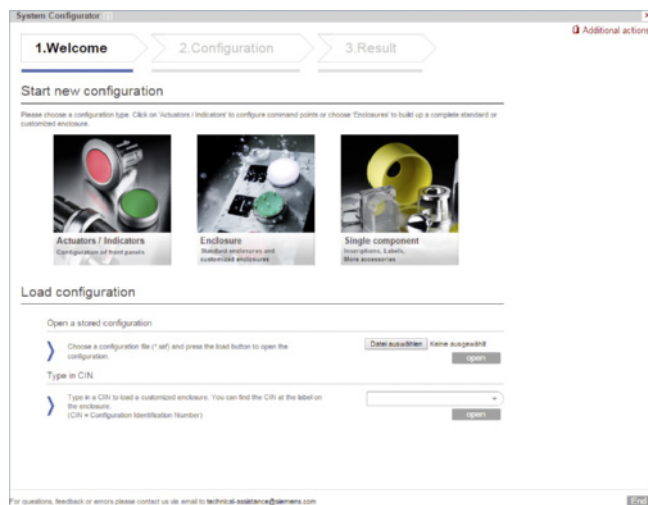 System Configurator
Additional actions
1.Welcome
2.Configuration
3.Result
Start new configuration
Please choose a configuration type. Click on 'Actuators / Indicators' to configure command points or choose 'Enclosures' to build up a complete standard or
customized enclosure.
Actuators / Indicators
Configuration of front panels
Enclosure
Standard enclosures and
customized enclosures
Single component
Inscriptions, Labels,
More accessories
Load configuration
Open a stored configuration
Choose a configuration file (*.sef) and press the load button to open the
configuration.
Datei auswählen Keine ausgewählt
open
Type in CIN
Type in a CIN to load a customized enclosure. You can find the CIN at the label on
the enclosure.
(CIN = Configuration Identification Number)
open
For questions, feedback or errors please contact us via email to technical-assistance@siemens.com
End